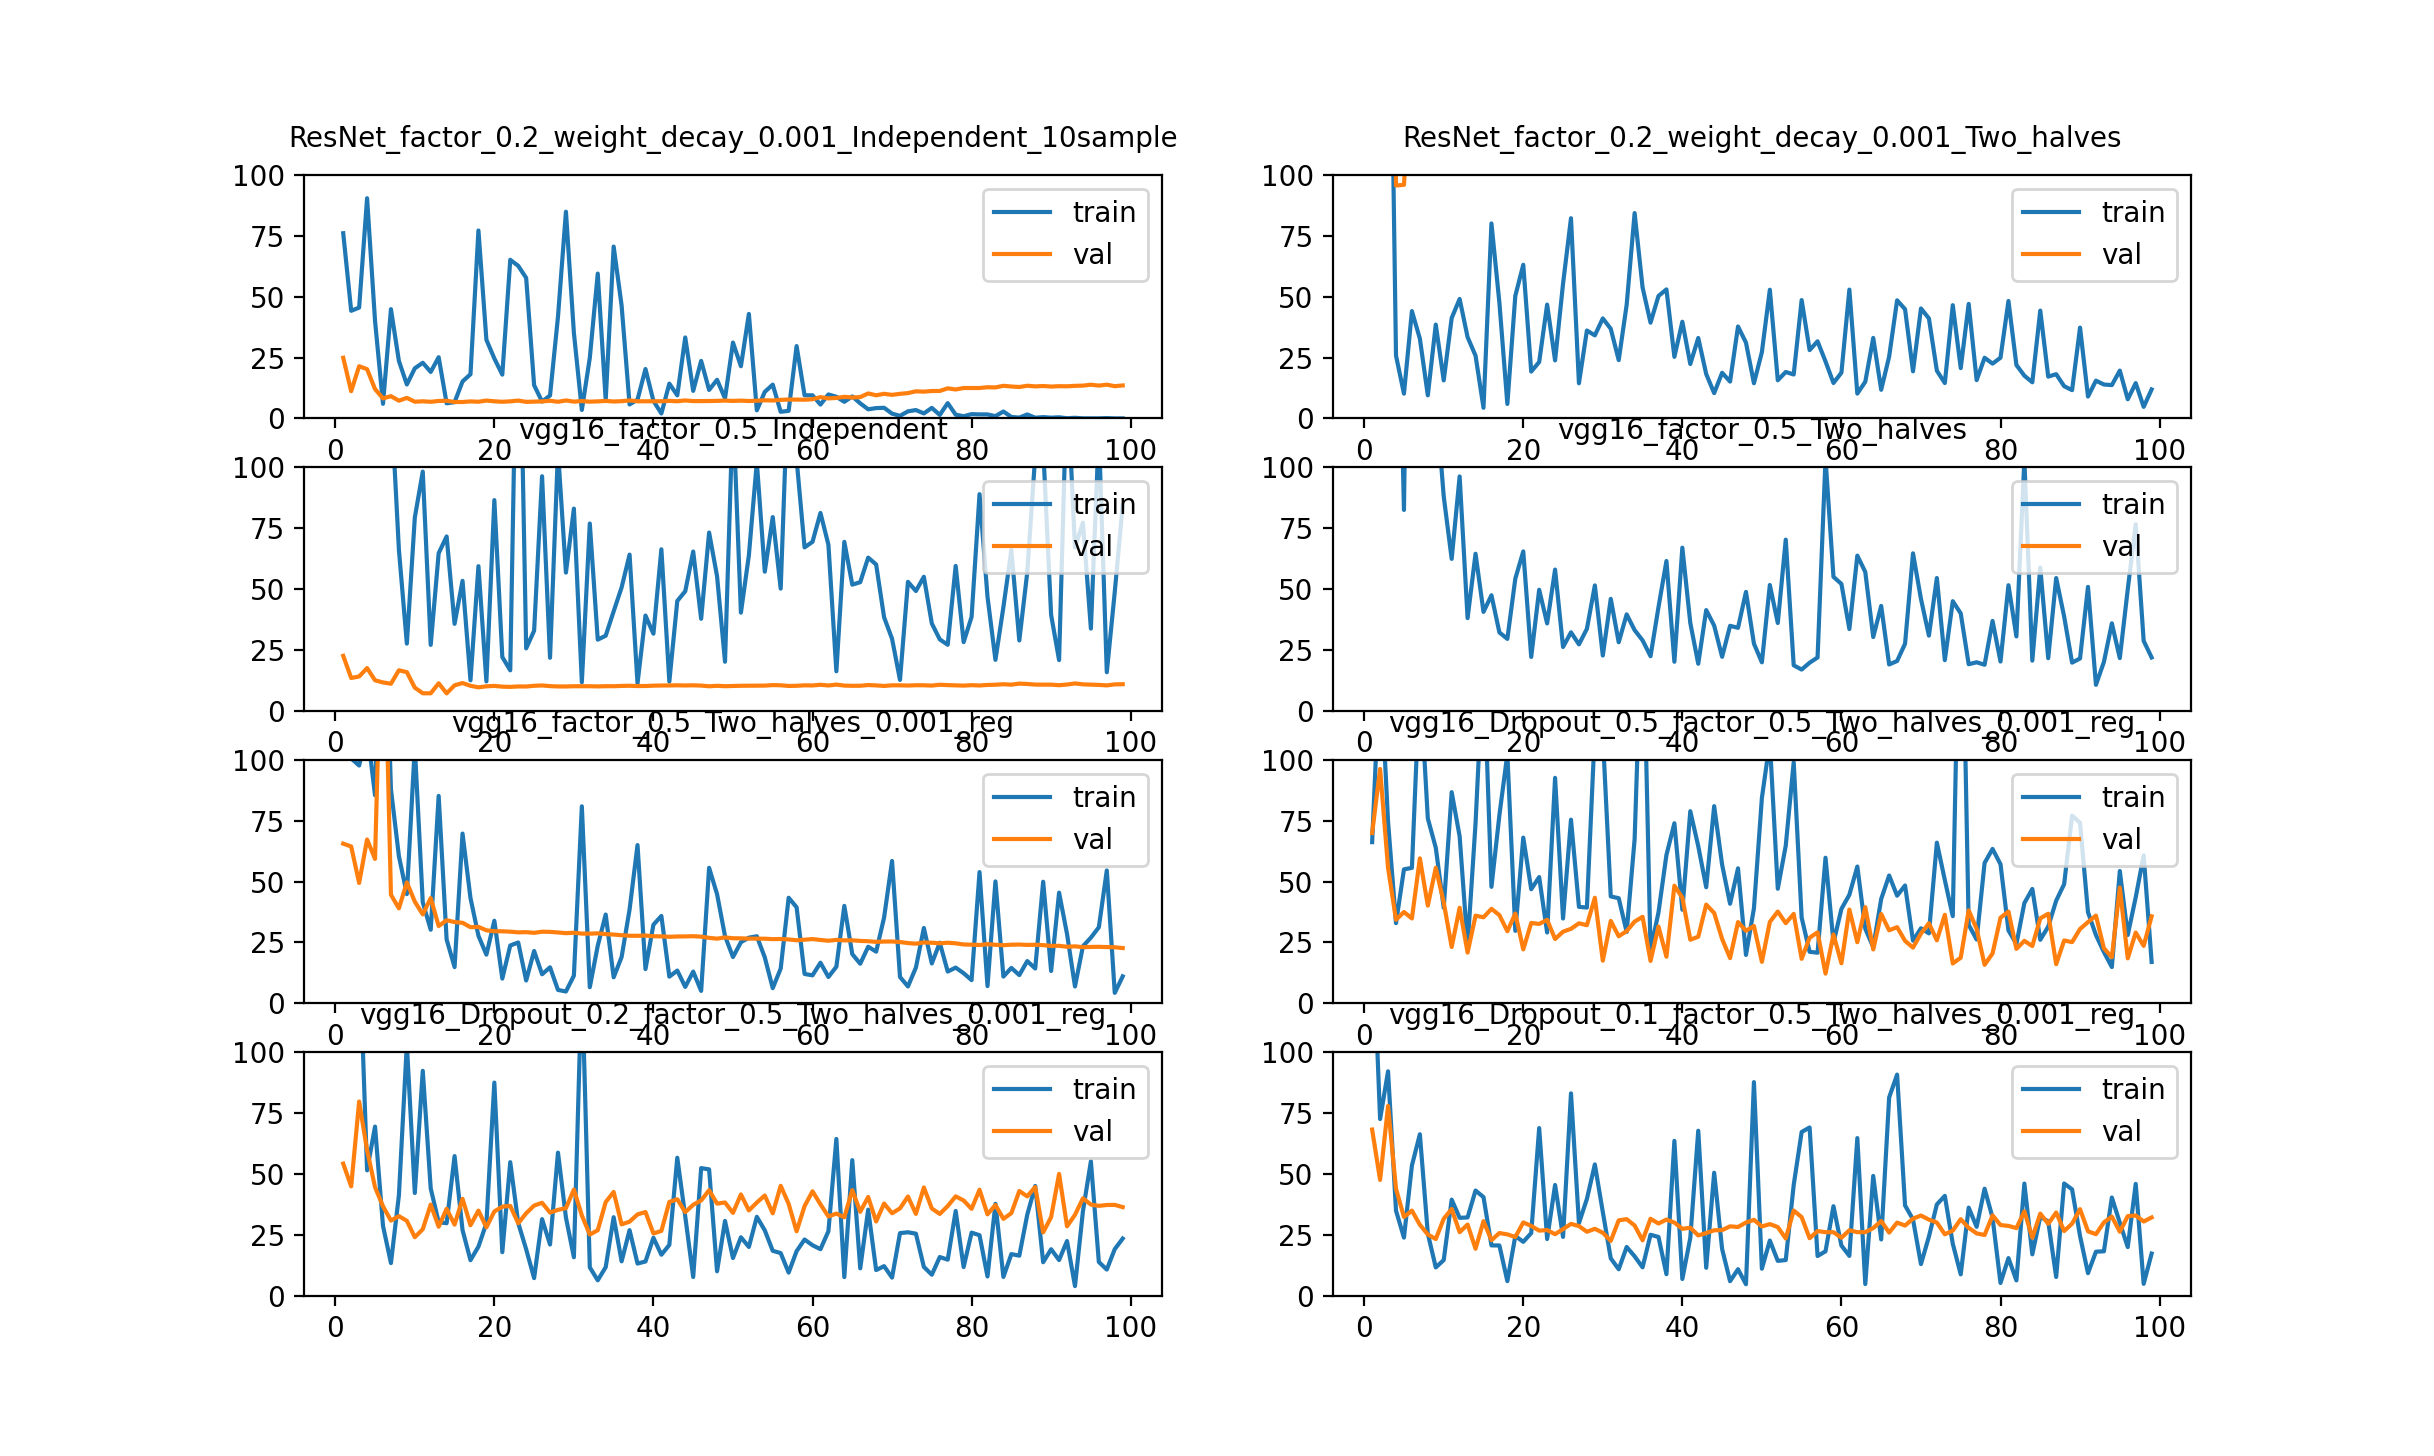 ResNet_factor_0.2_weight_decay_0.001_Independent_10sample
100
75
50
25
0
0 20 40 60 80 100
train
val
ResNet_factor_0.2_weight_decay_0.001_Two_halves
100
75
50
25
0
0 20 40 60 80 100
train
val
vgg16_factor_0.5_Independent
100
75
50
25
0
0 20 40 60 80 100
train
val
vgg16_factor_0.5_Two_halves
100
75
50
25
0
0 20 40 60 80 100
train
val
vgg16_factor_0.5_Two_halves_0.001_reg
100
75
50
25
0
0 20 40 60 80 100
train
val
vgg16_Dropout_0.5_factor_0.5_Two_halves_0.001_reg
100
75
50
25
0
0 20 40 60 80 100
train
val
vgg16_Dropout_0.2_factor_0.5_Two_halves_0.001_reg
100
75
50
25
0
0 20 40 60 80 100
train
val
vgg16_Dropout_0.1_factor_0.5_Two_halves_0.001_reg
100
75
50
25
0
0 20 40 60 80 100
train
val